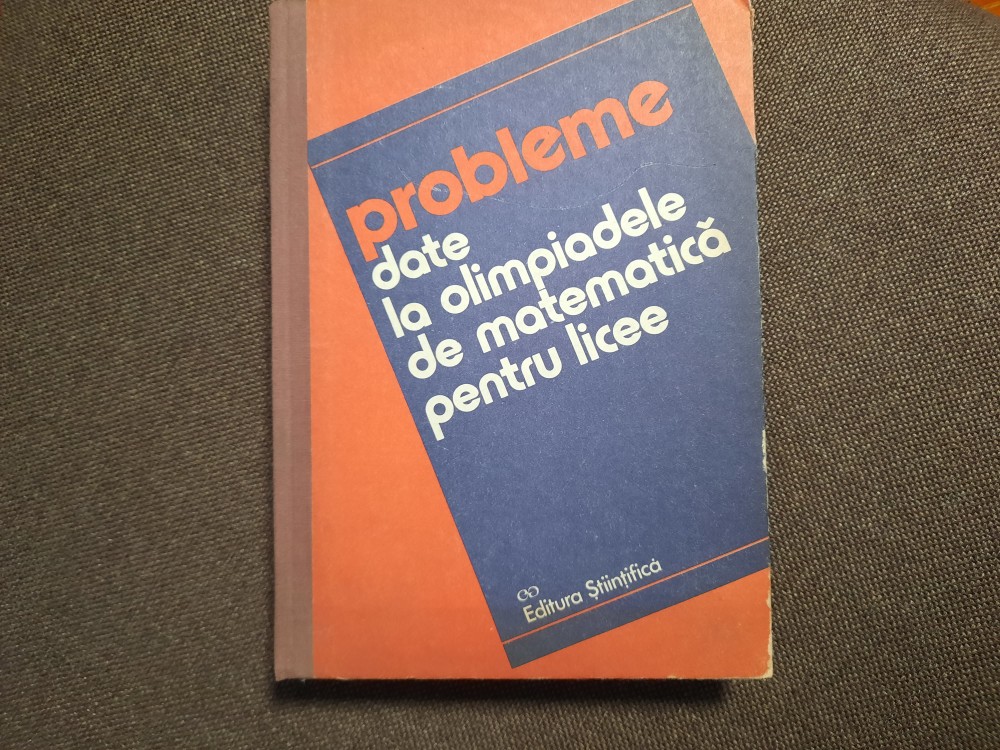 probleme
date
la olimpiadele
de matematică
pentru licee
Editura Științifică